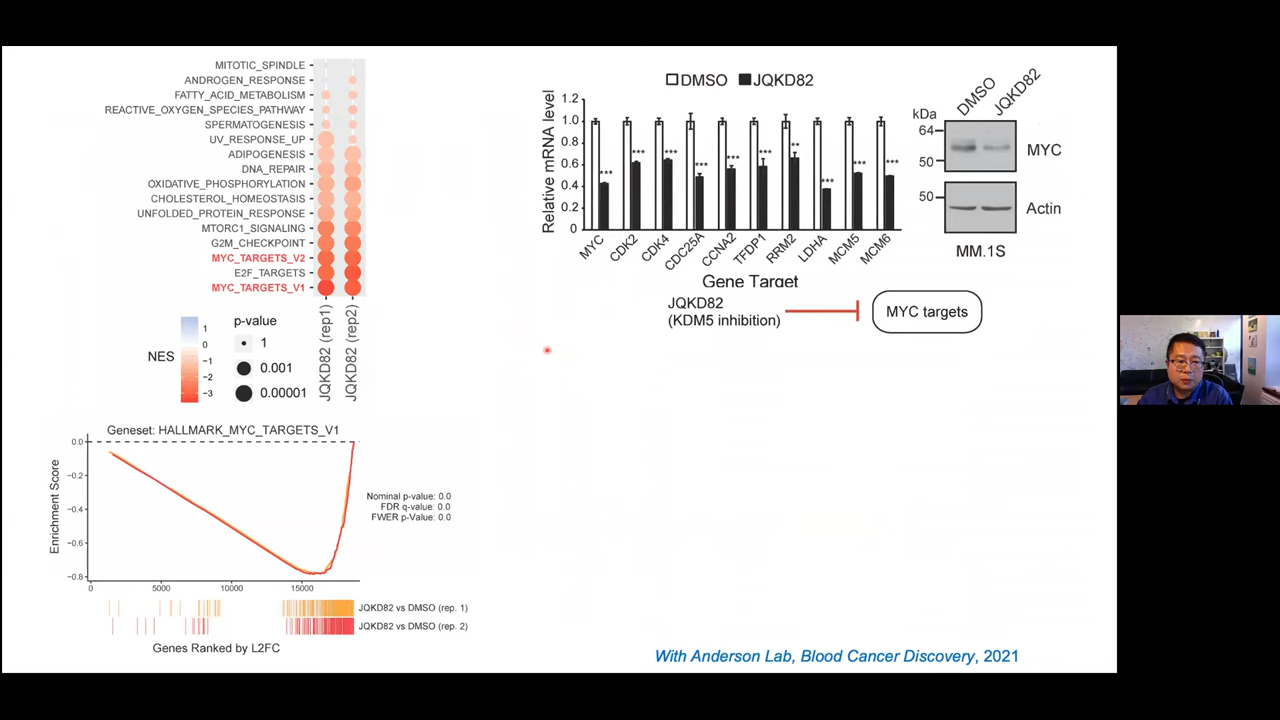 MITOTIC_SPINDLE
ANDROGEN_RESPONSE
FATTY_ACID_METABOLISM
REACTIVE_OXYGEN_SPECIES_PATHWAY
SPERMATOGENESIS
UV_RESPONSE_UP
ADIPOGENESIS
DNA_REPAIR
OXIDATIVE_PHOSPHORYLATION
CHOLESTEROL_HOMEOSTASIS
UNFOLDED_PROTEIN_RESPONSE
MTORC1_SIGNALING
G2M_CHECKPOINT
MYC_TARGETS_V2
E2F_TARGETS
MYC_TARGETS_V1
JQKD82 (rep1)
JQKD82 (rep2)
NES
1
0
−1
−2
−3
p-value
1
0.001
0.00001
Geneset: HALLMARK_MYC_TARGETS_V1
Enrichment Score
0.0
−0.2
−0.4
−0.6
−0.8
0 5000 10000 15000
Nominal p-value: 0.0
FDR q-value: 0.0
FWER p-Value: 0.0
JQKD82 vs DMSO (rep. 1)
JQKD82 vs DMSO (rep. 2)
Genes Ranked by L2FC
DMSO JQKD82
Relative mRNA level
1.2
1.0
0.8
0.6
0.4
0.2
0
*** *** *** *** *** *** ** *** *** ***
MYC CDK2 CDK4 CDC25A CCNA2 TFDP1 RRM2 LDHA MCM5 MCM6
Gene Target
DMSO JQKD82
kDa
64
50
MYC
50
Actin
MM.1S
JQKD82
(KDM5 inhibition)
MYC targets
With Anderson Lab, Blood Cancer Discovery, 2021